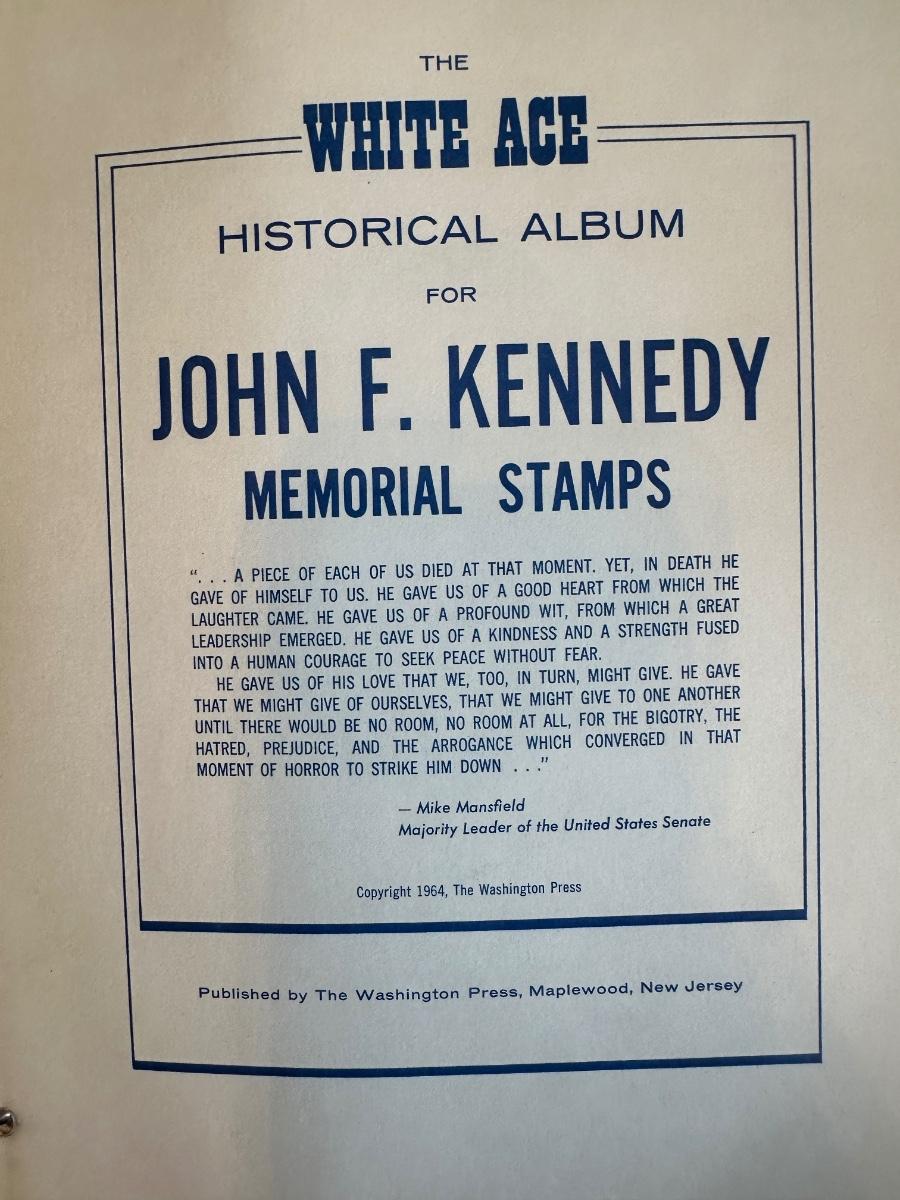 THE
WHITE ACE
HISTORICAL ALBUM
FOR
JOHN F. KENNEDY
MEMORIAL STAMPS
“. . . A PIECE OF EACH OF US DIED AT THAT MOMENT. YET, IN DEATH HE
GAVE OF HIMSELF TO US. HE GAVE US OF A GOOD HEART FROM WHICH THE
LAUGHTER CAME. HE GAVE US OF A PROFOUND WIT, FROM WHICH A GREAT
LEADERSHIP EMERGED. HE GAVE US OF A KINDNESS AND A STRENGTH FUSED
INTO A HUMAN COURAGE TO SEEK PEACE WITHOUT FEAR.
HE GAVE US OF HIS LOVE THAT WE, TOO, IN TURN, MIGHT GIVE. HE GAVE
THAT WE MIGHT GIVE OF OURSELVES, THAT WE MIGHT GIVE TO ONE ANOTHER
UNTIL THERE WOULD BE NO ROOM, NO ROOM AT ALL, FOR THE BIGOTRY, THE
HATRED, PREJUDICE, AND THE ARROGANCE WHICH CONVERGED IN THAT
MOMENT OF HORROR TO STRIKE HIM DOWN . . .”
— Mike Mansfield
Majority Leader of the United States Senate
Copyright 1964, The Washington Press
Published by The Washington Press, Maplewood, New Jersey